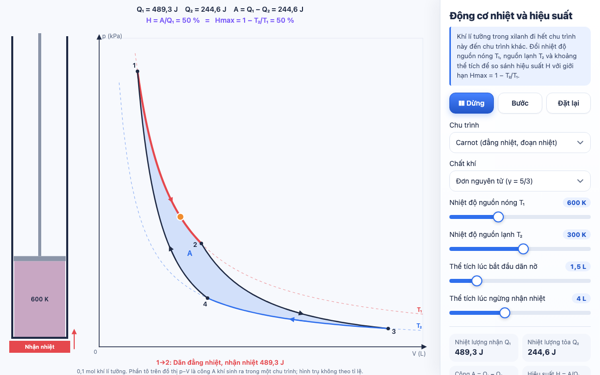 Q₁ = 489,3 J Q₂ = 244,6 J A = Q₁ − Q₂ = 244,6 J
H = A/Q₁ = 50 % = Hmax = 1 − T₂/T₁ = 50 %
p (kPa)
1
2
A
4
3
T₁
T₂
0
V (L)
600 K
Nhận nhiệt
1→2: Dãn đẳng nhiệt, nhận nhiệt 489,3 J
0,1 mol khí lí tưởng. Phần tô trên đồ thị p–V là công A khí sinh ra trong một chu trình; hình trụ không theo tỉ lệ.
Động cơ nhiệt và hiệu suất
Khí lí tưởng trong xilanh đi hết chu trình
này đến chu trình khác. Đổi nhiệt độ
nguồn nóng T₁, nguồn lạnh T₂ và khoảng
thể tích để so sánh hiệu suất H với giới
hạn Hmax = 1 − T₂/T₁.
Dừng
Bước
Đặt lại
Chu trình
Carnot (đẳng nhiệt, đoạn nhiệt)
Chất khí
Đơn nguyên tử (γ = 5/3)
Nhiệt độ nguồn nóng T₁ 600 K
Nhiệt độ nguồn lạnh T₂ 300 K
Thể tích lúc bắt đầu dãn nở 1,5 L
Thể tích lúc ngừng nhận nhiệt 4 L
Nhiệt lượng nhận Q₁
489,3 J
Nhiệt lượng tỏa Q₂
244,6 J